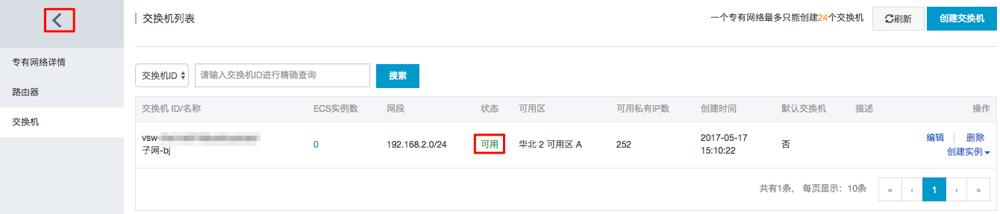 交换机列表
一个专有网络最多只能创建24个交换机
刷新
创建交换机
专有网络详情
路由器
交换机
交换机ID
请输入交换机ID进行精确查询
搜索
交换机 ID/名称 ECS实例数 网段 状态 可用区 可用私有IP数 创建时间 默认交换机 描述 操作
vsw-
子网-bj
0
192.168.2.0/24
可用
华北 2 可用区 A
252
2017-05-17
15:10:22
否
编辑 | 删除
创建实例
共有1条, 每页显示：10条
« ‹ 1 › »